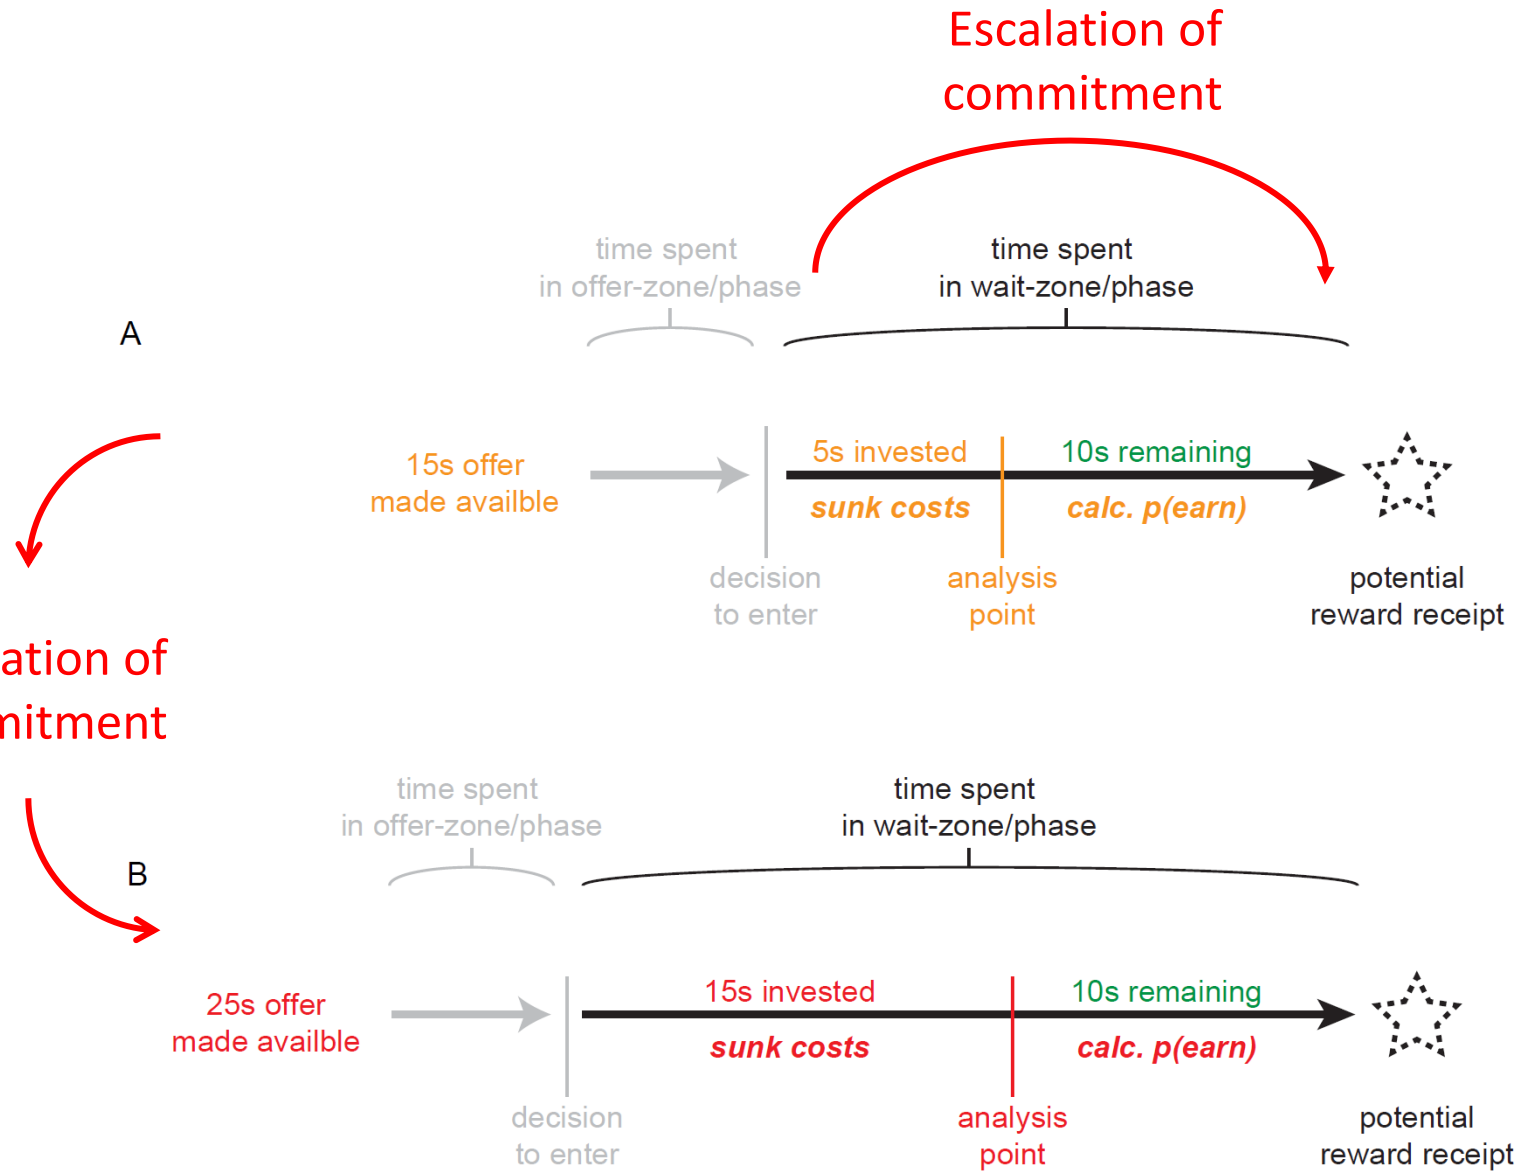 Escalation of
commitment
time spent
in offer-zone/phase
time spent
in wait-zone/phase
A
15s offer
made availble
5s invested
10s remaining
sunk costs
calc. p(earn)
decision
to enter
analysis
point
potential
reward receipt
ation of
mitment
time spent
in offer-zone/phase
time spent
in wait-zone/phase
B
25s offer
made availble
15s invested
10s remaining
sunk costs
calc. p(earn)
decision
to enter
analysis
point
potential
reward receipt